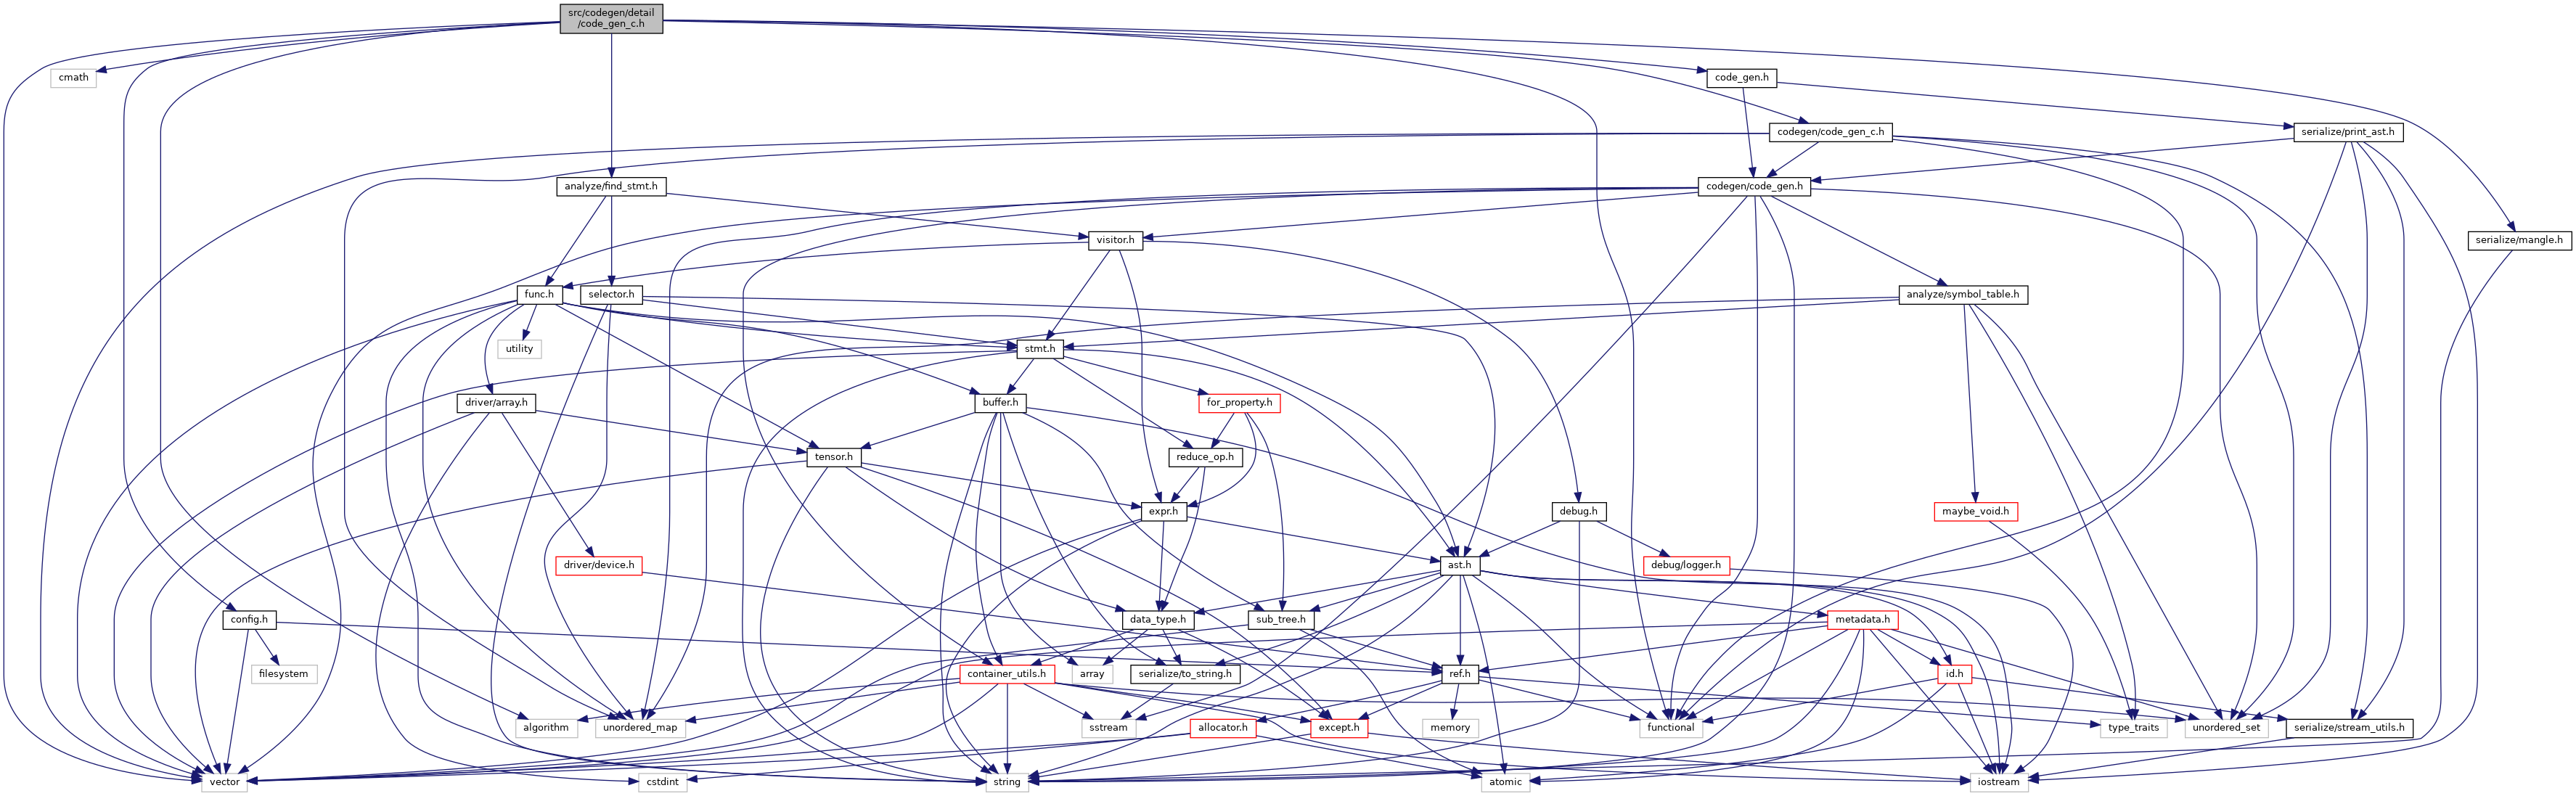 src/codegen/detail
/code_gen_c.h
cmath
code_gen.h
codegen/code_gen_c.h
serialize/print_ast.h
analyze/find_stmt.h
codegen/code_gen.h
visitor.h
serialize/mangle.h
func.h
selector.h
analyze/symbol_table.h
utility
stmt.h
driver/array.h
buffer.h
for_property.h
tensor.h
reduce_op.h
expr.h
debug.h
maybe_void.h
driver/device.h
ast.h
debug/logger.h
config.h
data_type.h
sub_tree.h
metadata.h
filesystem
container_utils.h
array
serialize/to_string.h
ref.h
id.h
algorithm
unordered_map
sstream
allocator.h
except.h
memory
functional
type_traits
unordered_set
serialize/stream_utils.h
vector
cstdint
string
atomic
iostream